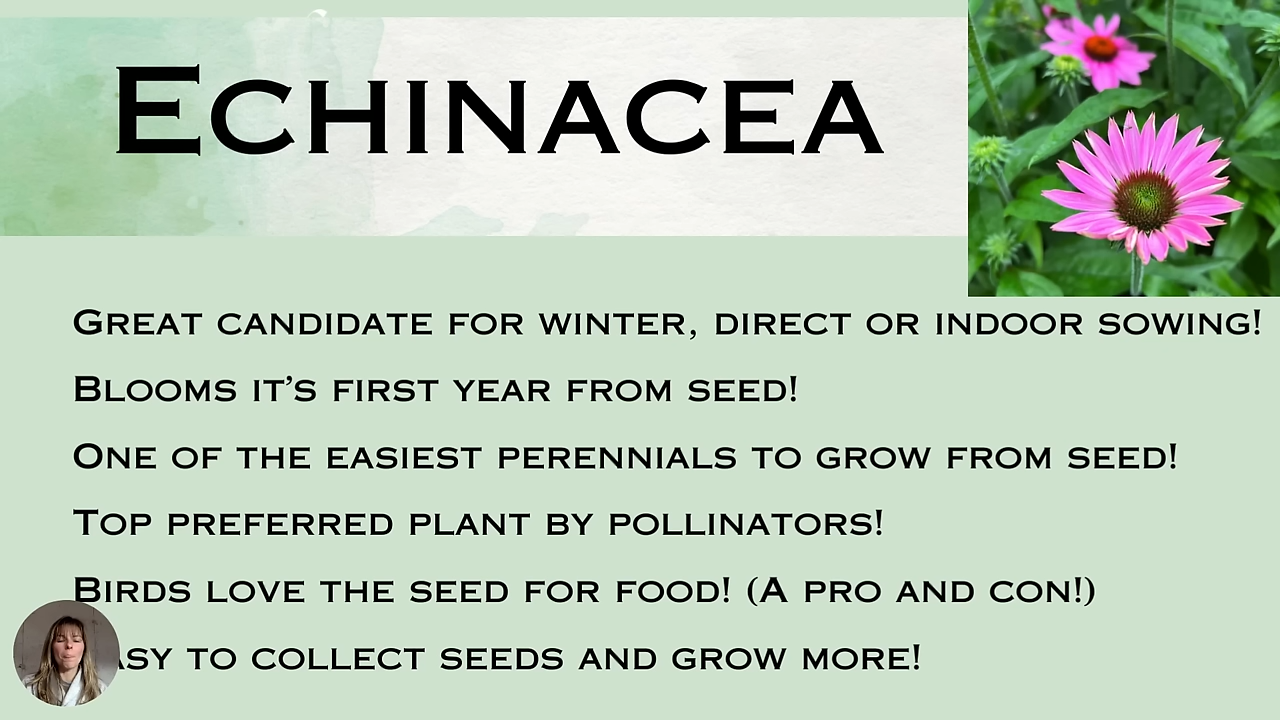 Echinacea
Great candidate for winter, direct or indoor sowing!
Blooms it’s first year from seed!
One of the easiest perennials to grow from seed!
Top preferred plant by pollinators!
Birds love the seed for food! (A pro and con!)
to collect seeds and grow more!